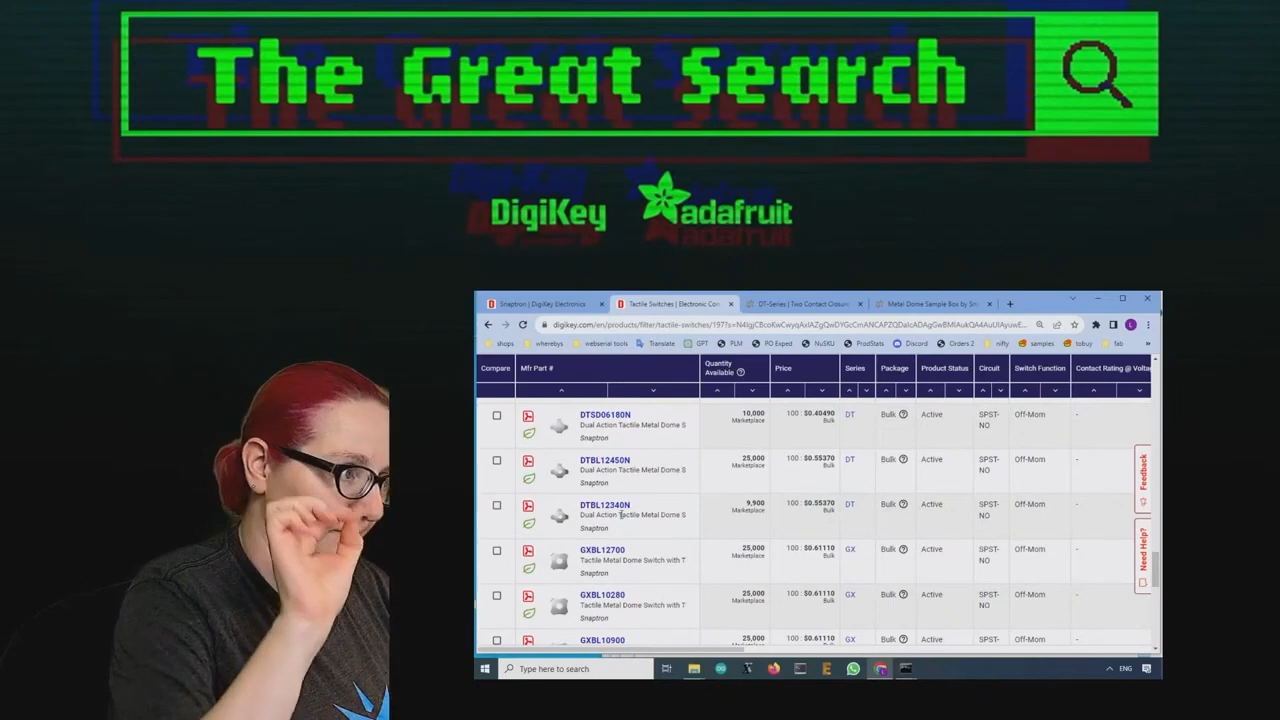 The Great Search
DigiKey
adafruit
Snaptron | DigiKey Electronics
Tactile Switches | Electronic Con
DT-Series | Two Contact Closure
Metal Dome Sample Box by Sn
shops
wherebys
webserial tools
Translate
GPT
PLM
PO Exped
NuSKU
ProdStats
Discord
Orders 2
nifty
samples
tobuy
fab
Compare Mfr Part # Quantity Available Price Series Package Product Status Circuit Switch Function Contact Rating @ Voltag
DTSD06180N 10,000 100 : $0.40490 DT Bulk Active SPST- Off-Mom -
Dual Action Tactile Metal Dome S Marketplace Bulk NO
Snaptron
DTBL12450N 25,000 100 : $0.55370 DT Bulk Active SPST- Off-Mom -
Dual Action Tactile Metal Dome S Marketplace Bulk NO
Snaptron
DTBL12340N 9,900 100 : $0.55370 DT Bulk Active SPST- Off-Mom -
Dual Action Tactile Metal Dome S Marketplace Bulk NO
Snaptron
GXBL12700 25,000 100 : $0.61110 GX Bulk Active SPST- Off-Mom -
Tactile Metal Dome Switch with T Marketplace Bulk NO
Snaptron
GXBL10280 25,000 100 : $0.61110 GX Bulk Active SPST- Off-Mom -
Tactile Metal Dome Switch with T Marketplace Bulk NO
Snaptron
GXBL10900 25,000 100 : $0.61110 GX Bulk Active SPST- Off-Mom -
Feedback
Need Help?
Type here to search
ENG